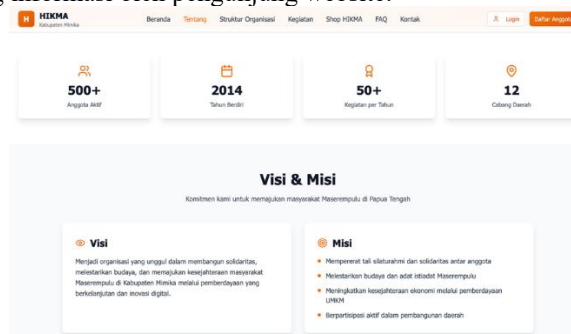 informasi oleh pengunjung website.
H HIKMA Kabupaten Mimika Beranda Tentang Struktur Organisasi Kegiatan Shop HIKMA FAQ Kontak Login Daftar Anggota
500+ 2014 50+ 12
Anggota Aktif Tahun Berdiri Kegiatan per Tahun Cabang Daerah
Visi & Misi
Komitmen kami untuk memajukan masyarakat Maserempulu di Papua Tengah
Visi
Menjadi organisasi yang unggul dalam membangun solidaritas,
melestarikan budaya, dan memajukan kesejahteraan masyarakat
Maserempulu di Kabupaten Mimika melalui pemberdayaan yang
berkelanjutan dan inovasi digital.
Misi
Mempererat tali silaturahmi dan solidaritas antar anggota
Melestarikan budaya dan adat istiadat Maserempulu
Meningkatkan kesejahteraan ekonomi melalui pemberdayaan
UMKM
Berpartisipasi aktif dalam pembangunan daerah